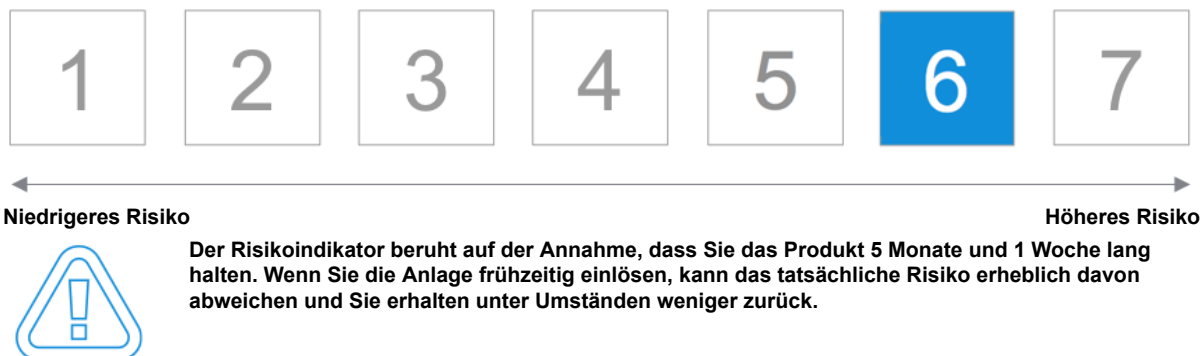 1 2 3 4 5 6 7
Niedrigeres Risiko Höheres Risiko
Der Risikoindikator beruht auf der Annahme, dass Sie das Produkt 5 Monate und 1 Woche lang
halten. Wenn Sie die Anlage frühzeitig einlösen, kann das tatsächliche Risiko erheblich davon
abweichen und Sie erhalten unter Umständen weniger zurück.